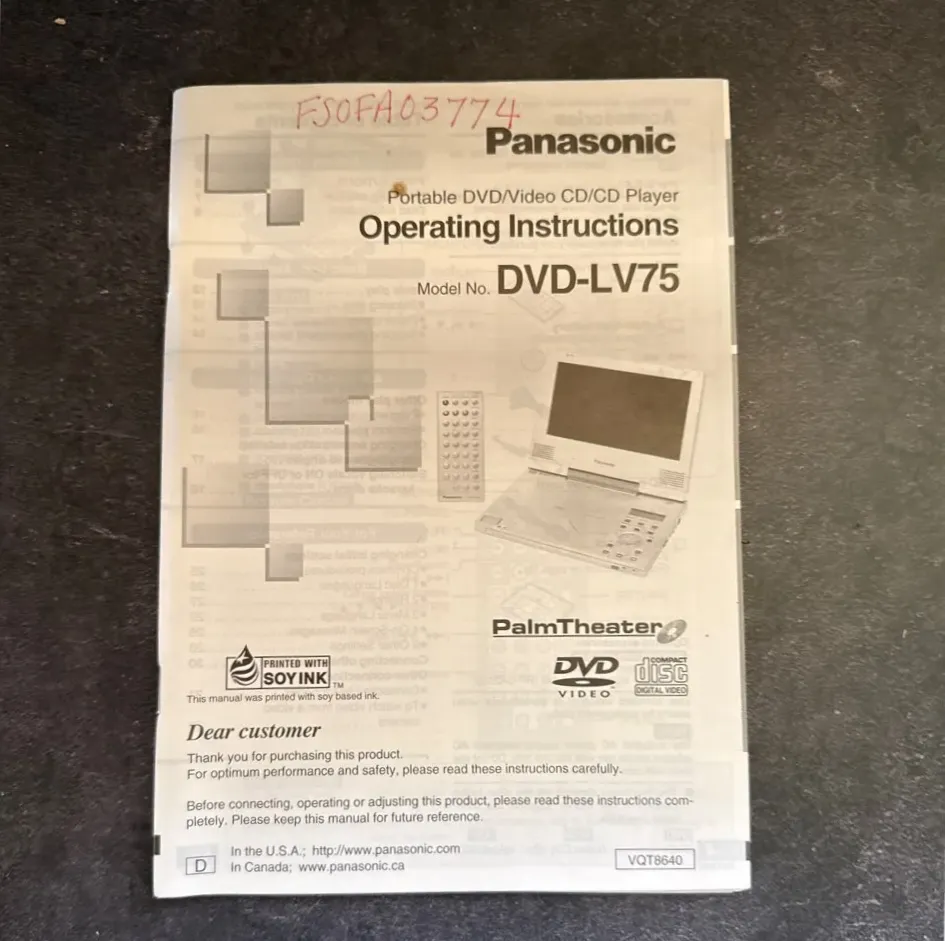 FSOFA03774
Panasonic
Portable DVD/Video CD/CD Player
Operating Instructions
Model No. DVD-LV75
PalmTheater
PRINTED WITH
SOY INK TM
This manual was printed with soy based ink.
DVD
VIDEO
COMPACT
disc
DIGITAL VIDEO
Dear customer
Thank you for purchasing this product.
For optimum performance and safety, please read these instructions carefully.
Before connecting, operating or adjusting this product, please read these instructions com-
pletely. Please keep this manual for future reference.
D
In the U.S.A.; http://www.panasonic.com
In Canada; www.panasonic.ca
VQT8640